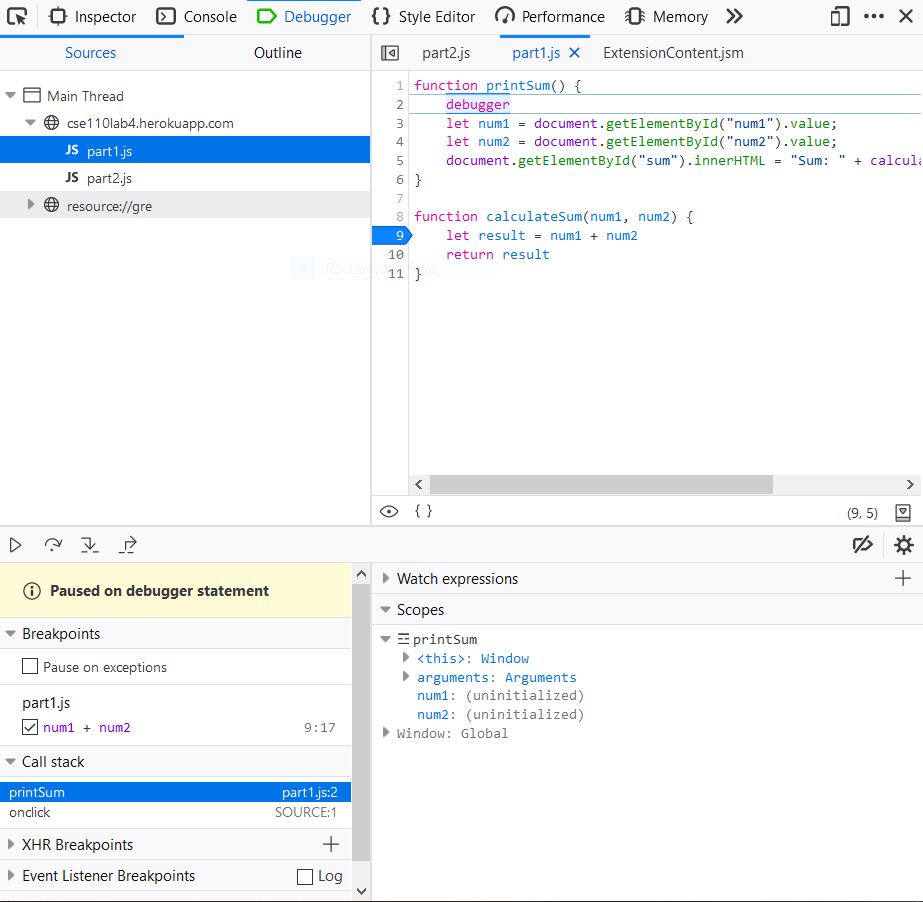 Inspector Console Debugger Style Editor Performance Memory
Sources Outline
part2.js part1.js ExtensionContent.jsm
Main Thread
cse110lab4.herokuapp.com
JS part1.js
JS part2.js
resource://gre
1 function printSum() {
2 debugger
3 let num1 = document.getElementById("num1").value;
4 let num2 = document.getElementById("num2").value;
5 document.getElementById("sum").innerHTML = "Sum: " + calcula
6 }
7
8 function calculateSum(num1, num2) {
9 let result = num1 + num2
10 return result
11 }
{ } (9, 5)
Paused on debugger statement
Breakpoints
Pause on exceptions
part1.js
num1 + num2 9:17
Call stack
printSum part1.js:2
onclick SOURCE:1
XHR Breakpoints
Event Listener Breakpoints Log
Watch expressions
Scopes
printSum
<this>: Window
arguments: Arguments
num1: (uninitialized)
num2: (uninitialized)
Window: Global